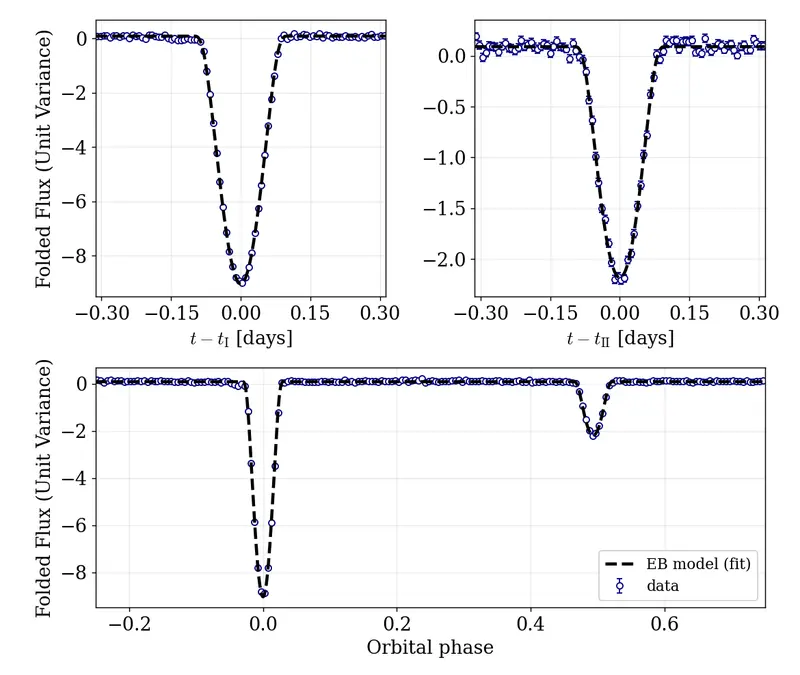 Folded Flux (Unit Variance)
0
−2
−4
−6
−8
−0.30 −0.15 0.00 0.15 0.30
t − tI [days]
0.0
−0.5
−1.0
−1.5
−2.0
−0.30 −0.15 0.00 0.15 0.30
t − tII [days]
Folded Flux (Unit Variance)
0
−2
−4
−6
−8
EB model (fit)
data
−0.2 0.0 0.2 0.4 0.6
Orbital phase